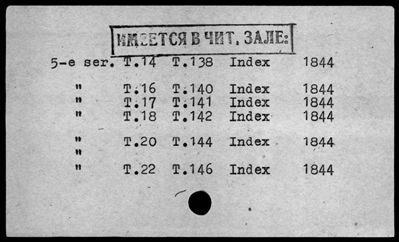 ИМЕЕТСЯ В ЧИТ. ЗАЛЕ:
5-e ser. T.14 T.138 Index 1844
" T.16 T.140 Index 1844
" T.17 T.141 Index 1844
" T.18 T.142 Index 1844
"
" T.20 T.144 Index 1844
"
" T.22 T.146 Index 1844